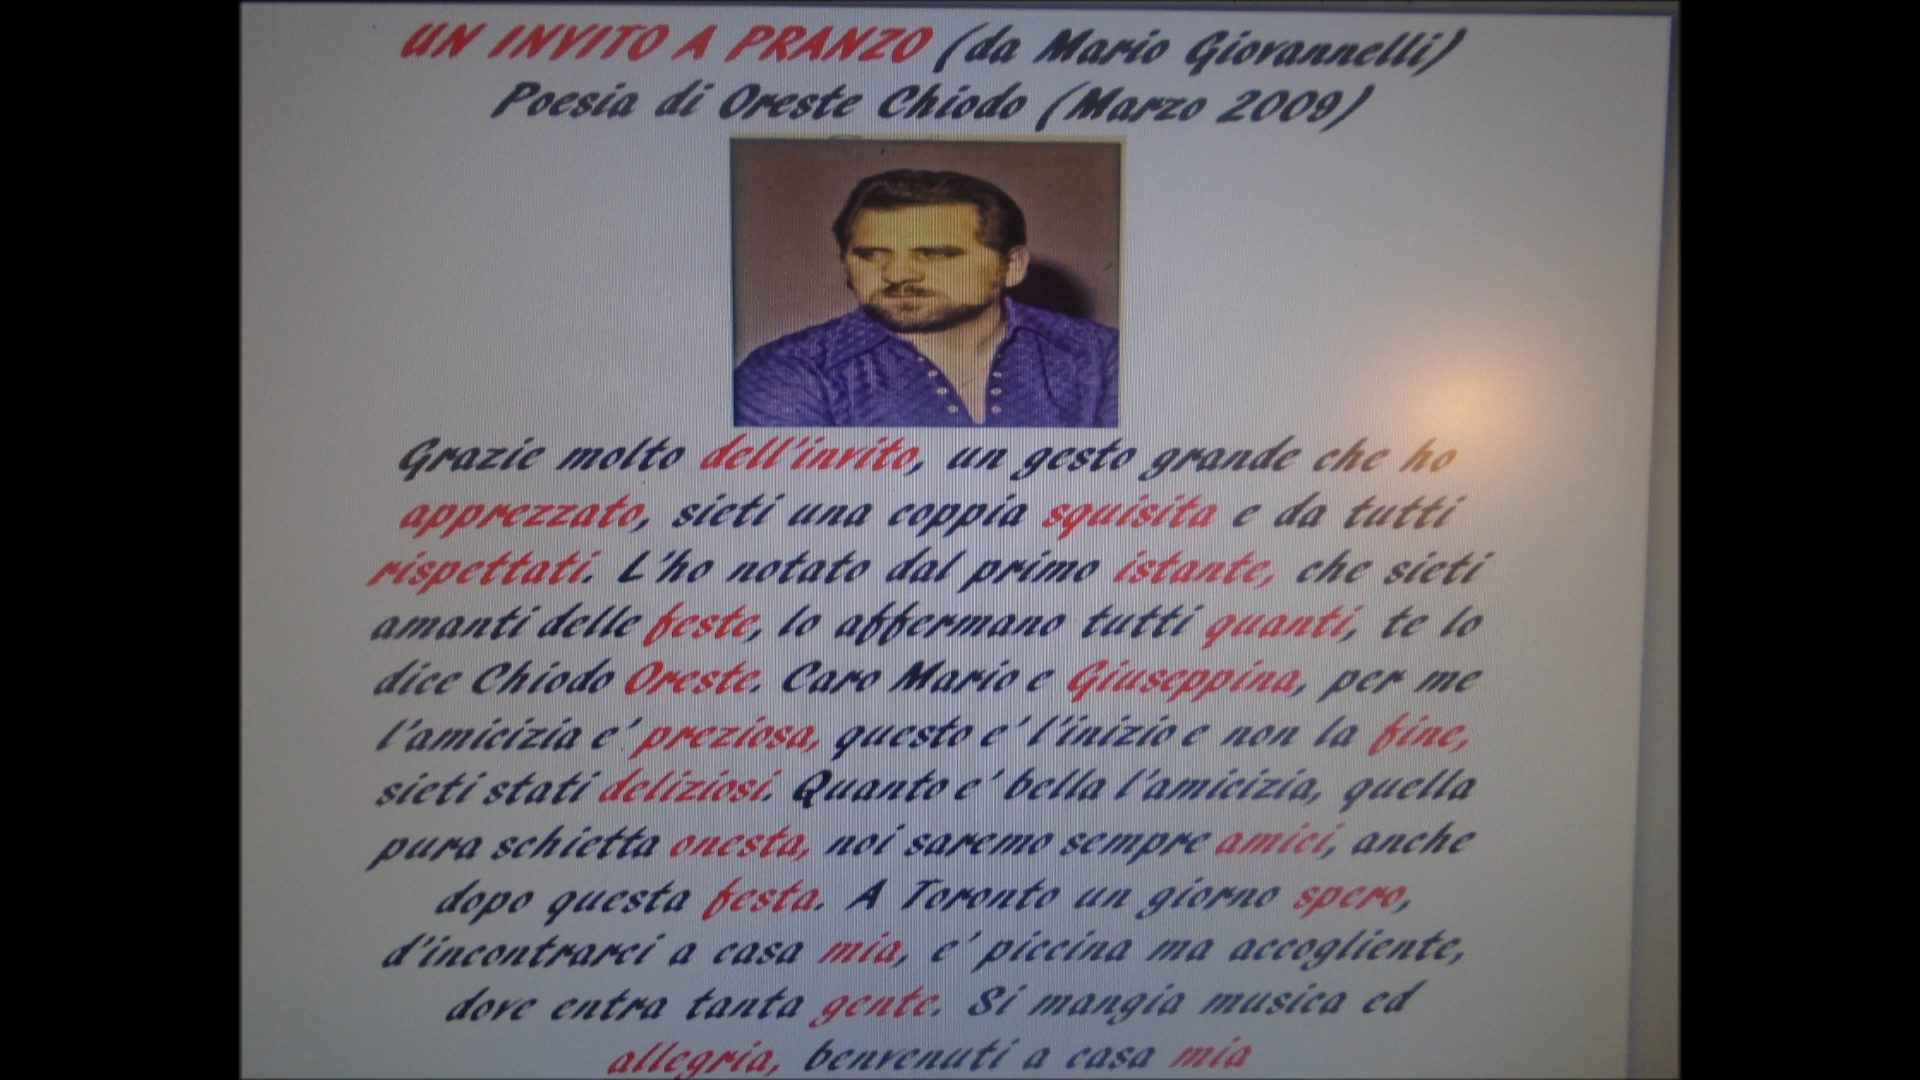 UN INVITO A PRANZO (da Mario Giovannelli)
Poesia di Oreste Chiodo (Marzo 2009)
Grazie molto dell'invito, un gesto grande che ho
apprezzato, sieti una coppia squisita e da tutti
rispettati. L'ho notato dal primo istante, che sieti
amanti delle feste, lo affermano tutti quanti, te lo
dice Chiodo Oreste. Caro Mario e Giuseppina, per me
l'amicizia e' preziosa, questo e' l'inizio e non la fine,
sieti stati deliziosi. Quanto e' bella l'amicizia, quella
pura schietta onesta, noi saremo sempre amici, anche
dopo questa festa. A Toronto un giorno spero,
d'incontrarci a casa mia, e' piccina ma accogliente,
dove entra tanta gente. Si mangia musica ed
allegria, benvenuti a casa mia